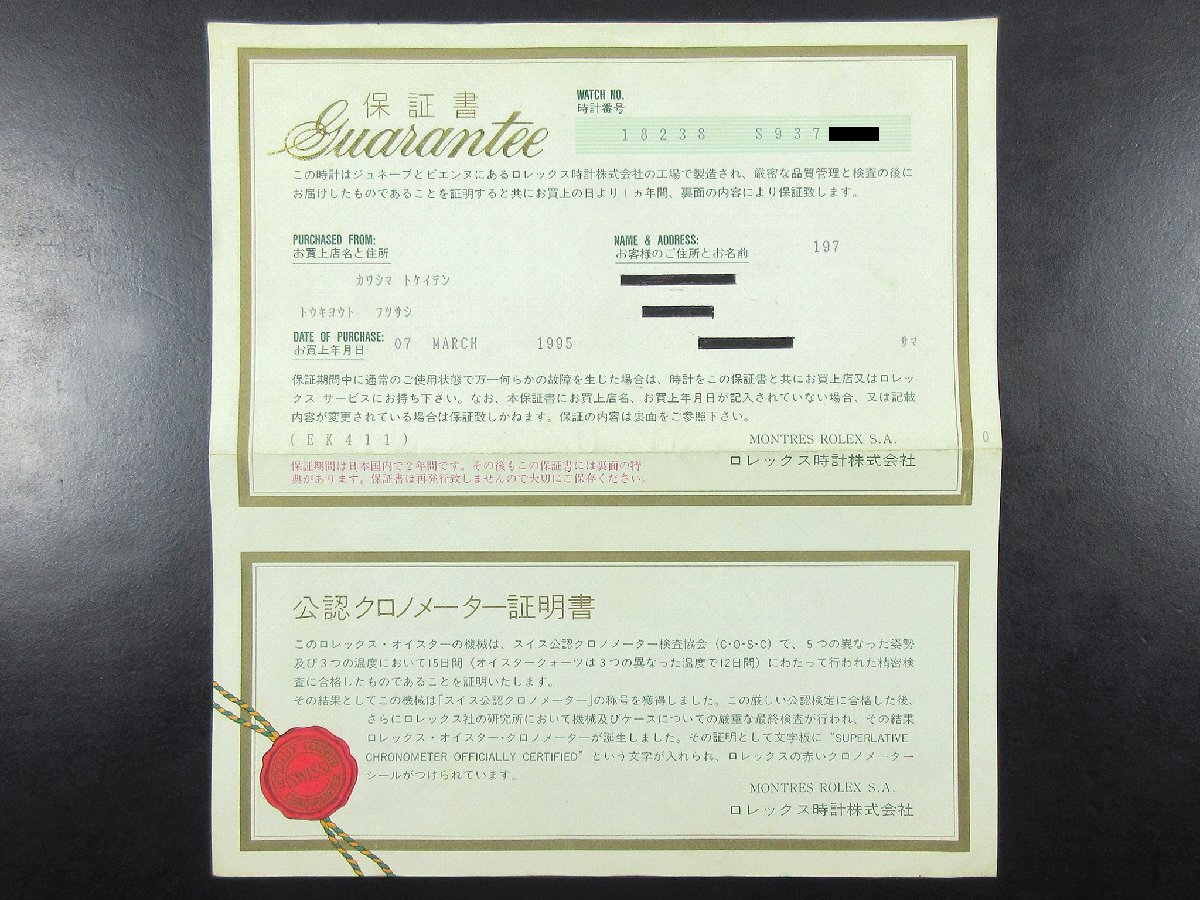 保証書
Guarantee
WATCH NO.
時計番号
18238 S937
この時計はジュネーブとビエンヌにあるロレックス時計株式会社の工場で製造され、厳密な品質管理と検査の後に
お届けしたものであることを証明すると共にお買上の日より1ヵ年間、裏面の内容により保証致します。
PURCHASED FROM:
お買上店名と住所
カワシマ トケイテン
トウキヨウト フツサシ
NAME & ADDRESS:
お客様のご住所とお名前
197
DATE OF PURCHASE:
お買上年月日
07 MARCH 1995
サマ
保証期間中に通常のご使用状態で万一何らかの故障を生じた場合は、時計をこの保証書と共にお買上店又はロレッ
クス サービスにお持ち下さい。なお、本保証書にお買上店名、お買上年月日が記入されていない場合、又は記載
内容が変更されている場合は保証致しかねます。保証の内容は裏面をご参照下さい。
(EK411)
MONTRES ROLEX S.A.
0
ロレックス時計株式会社
保証期間は日本国内で2年間です。その後もこの保証書には裏面の特
典があります。保証書は再発行致しませんので大切にご保存ください。
公認クロノメーター証明書
このロレックス・オイスターの機械は、スイス公認クロノメーター検査協会 (C・O・S・C) で、5つの異なった姿勢
及び3つの温度において15日間 (オイスタークォーツは3つの異なった温度で12日間) にわたって行われた精密検
査に合格したものであることを証明いたします。
その結果としてこの機械は「スイス公認クロノメーター」の称号を獲得しました。この厳しい公認検定に合格した後、
さらにロレックス社の研究所において機械及びケースについての厳重な最終検査が行われ、その結果
ロレックス・オイスター・クロノメーターが誕生しました。その証明として文字板に "SUPERLATIVE
CHRONOMETER OFFICIALLY CERTIFIED" という文字が入れられ、ロレックスの赤いクロノメーター
シールがつけられています。
SWISS
MONTRES ROLEX S.A.
ロレックス時計株式会社